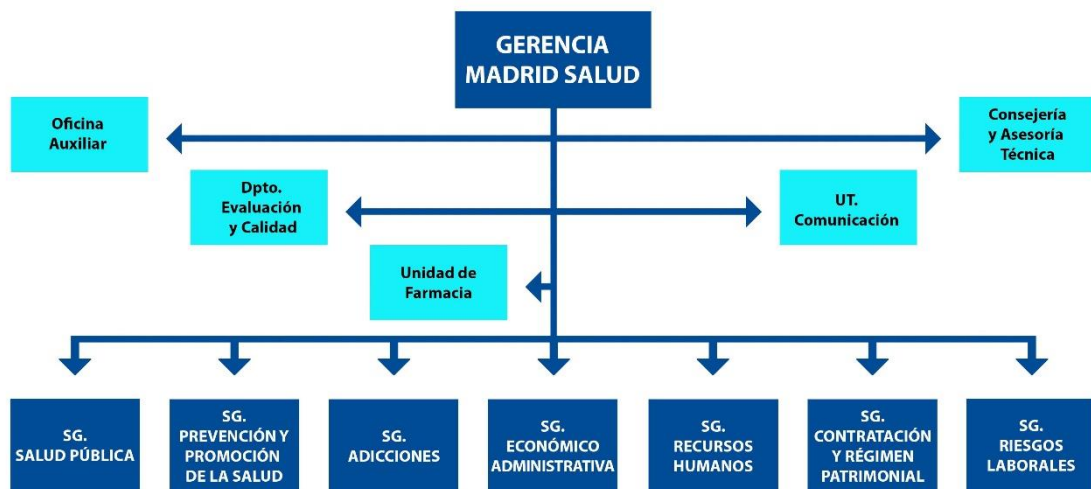 GERENCIA
MADRID SALUD
Oficina
Auxiliar
Consejería
y Asesoría
Técnica
Dpto.
Evaluación
y Calidad
UT.
Comunicación
Unidad de
Farmacia
SG.
SALUD PÚBLICA
SG.
PREVENCIÓN Y
PROMOCIÓN
DE LA SALUD
SG.
ADICCIONES
SG.
ECONÓMICO
ADMINISTRATIVA
SG.
RECURSOS
HUMANOS
SG.
CONTRATACIÓN
Y RÉGIMEN
PATRIMONIAL
SG.
RIESGOS
LABORALES